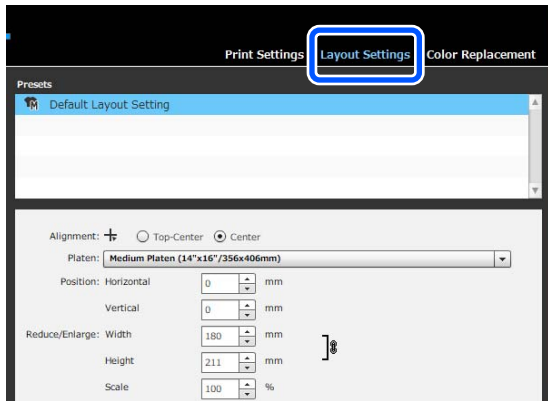 Print Settings Layout Settings Color Replacement
Presets
M Default Layout Setting
Alignment: Top-Center Center
Platen: Medium Platen (14"x16"/356x406mm)
Position: Horizontal 0 mm
Vertical 0 mm
Reduce/Enlarge: Width 180 mm
Height 211 mm
Scale 100 %